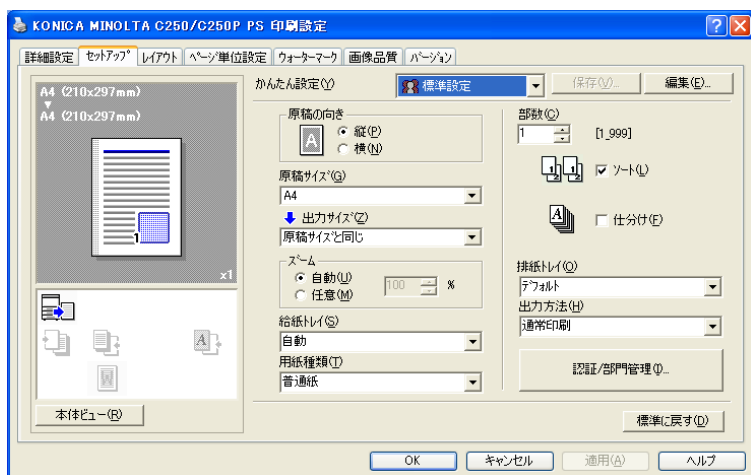 KONICA MINOLTA C250/C250P PS 印刷設定
詳細設定 セットアップ レイアウト ページ単位設定 ウォーターマーク 画像品質 バージョン
A4 (210x297mm)
A4 (210x297mm)
1
x1
本体ビュー(R)
かんたん設定(Y) 標準設定 保存(V)... 編集(E)...
原稿の向き
A
縦(P)
横(N)
原稿サイズ(G)
A4
出力サイズ(Z)
原稿サイズと同じ
ズーム
自動(U)
任意(M)
100 %
給紙トレイ(S)
自動
用紙種類(T)
普通紙
部数(C)
1 [1_999]
ソート(L)
仕分け(F)
排紙トレイ(O)
デフォルト
出力方法(H)
通常印刷
認証/部門管理(I)...
標準に戻す(D)
OK キャンセル 適用(A) ヘルプ